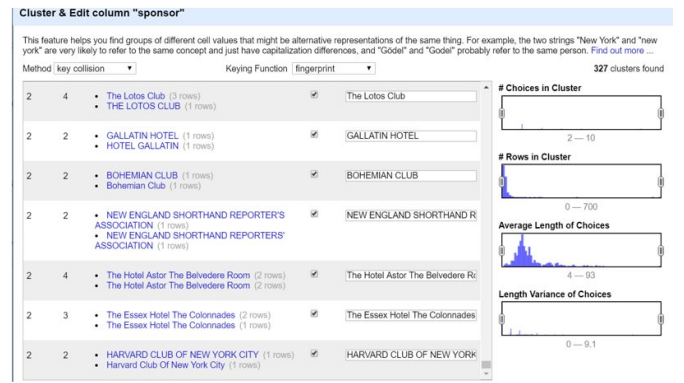 Cluster & Edit column "sponsor"
This feature helps you find groups of different cell values that might be alternative representations of the same thing. For example, the two strings "New York" and "new
york" are very likely to refer to the same concept and just have capitalization differences, and "Gödel" and "Godel" probably refer to the same person. Find out more ...
Method key collision Keying Function fingerprint 327 clusters found
2 4 • The Lotos Club (3 rows) The Lotos Club
• THE LOTOS CLUB (1 rows)
2 2 • GALLATIN HOTEL (1 rows) GALLATIN HOTEL
• HOTEL GALLATIN (1 rows)
2 2 • BOHEMIAN CLUB (1 rows) BOHEMIAN CLUB
• Bohemian Club (1 rows)
2 2 • NEW ENGLAND SHORTHAND REPORTER'S NEW ENGLAND SHORTHAND R
ASSOCIATION (1 rows)
• NEW ENGLAND SHORTHAND REPORTERS'
ASSOCIATION (1 rows)
2 4 • The Hotel Astor The Belvedere Room (2 rows) The Hotel Astor The Belvedere Ro
• The Hotel Astor The Belvedere Room (2 rows)
2 3 • The Essex Hotel The Colonnades (2 rows) The Essex Hotel The Colonnades
• The Essex Hotel The Colonnades (1 rows)
2 2 • HARVARD CLUB OF NEW YORK CITY (1 rows) HARVARD CLUB OF NEW YORK
• Harvard Club Of New York City (1 rows)
# Choices in Cluster
2 — 10
# Rows in Cluster
0 — 700
Average Length of Choices
4 — 93
Length Variance of Choices
0 — 9.1